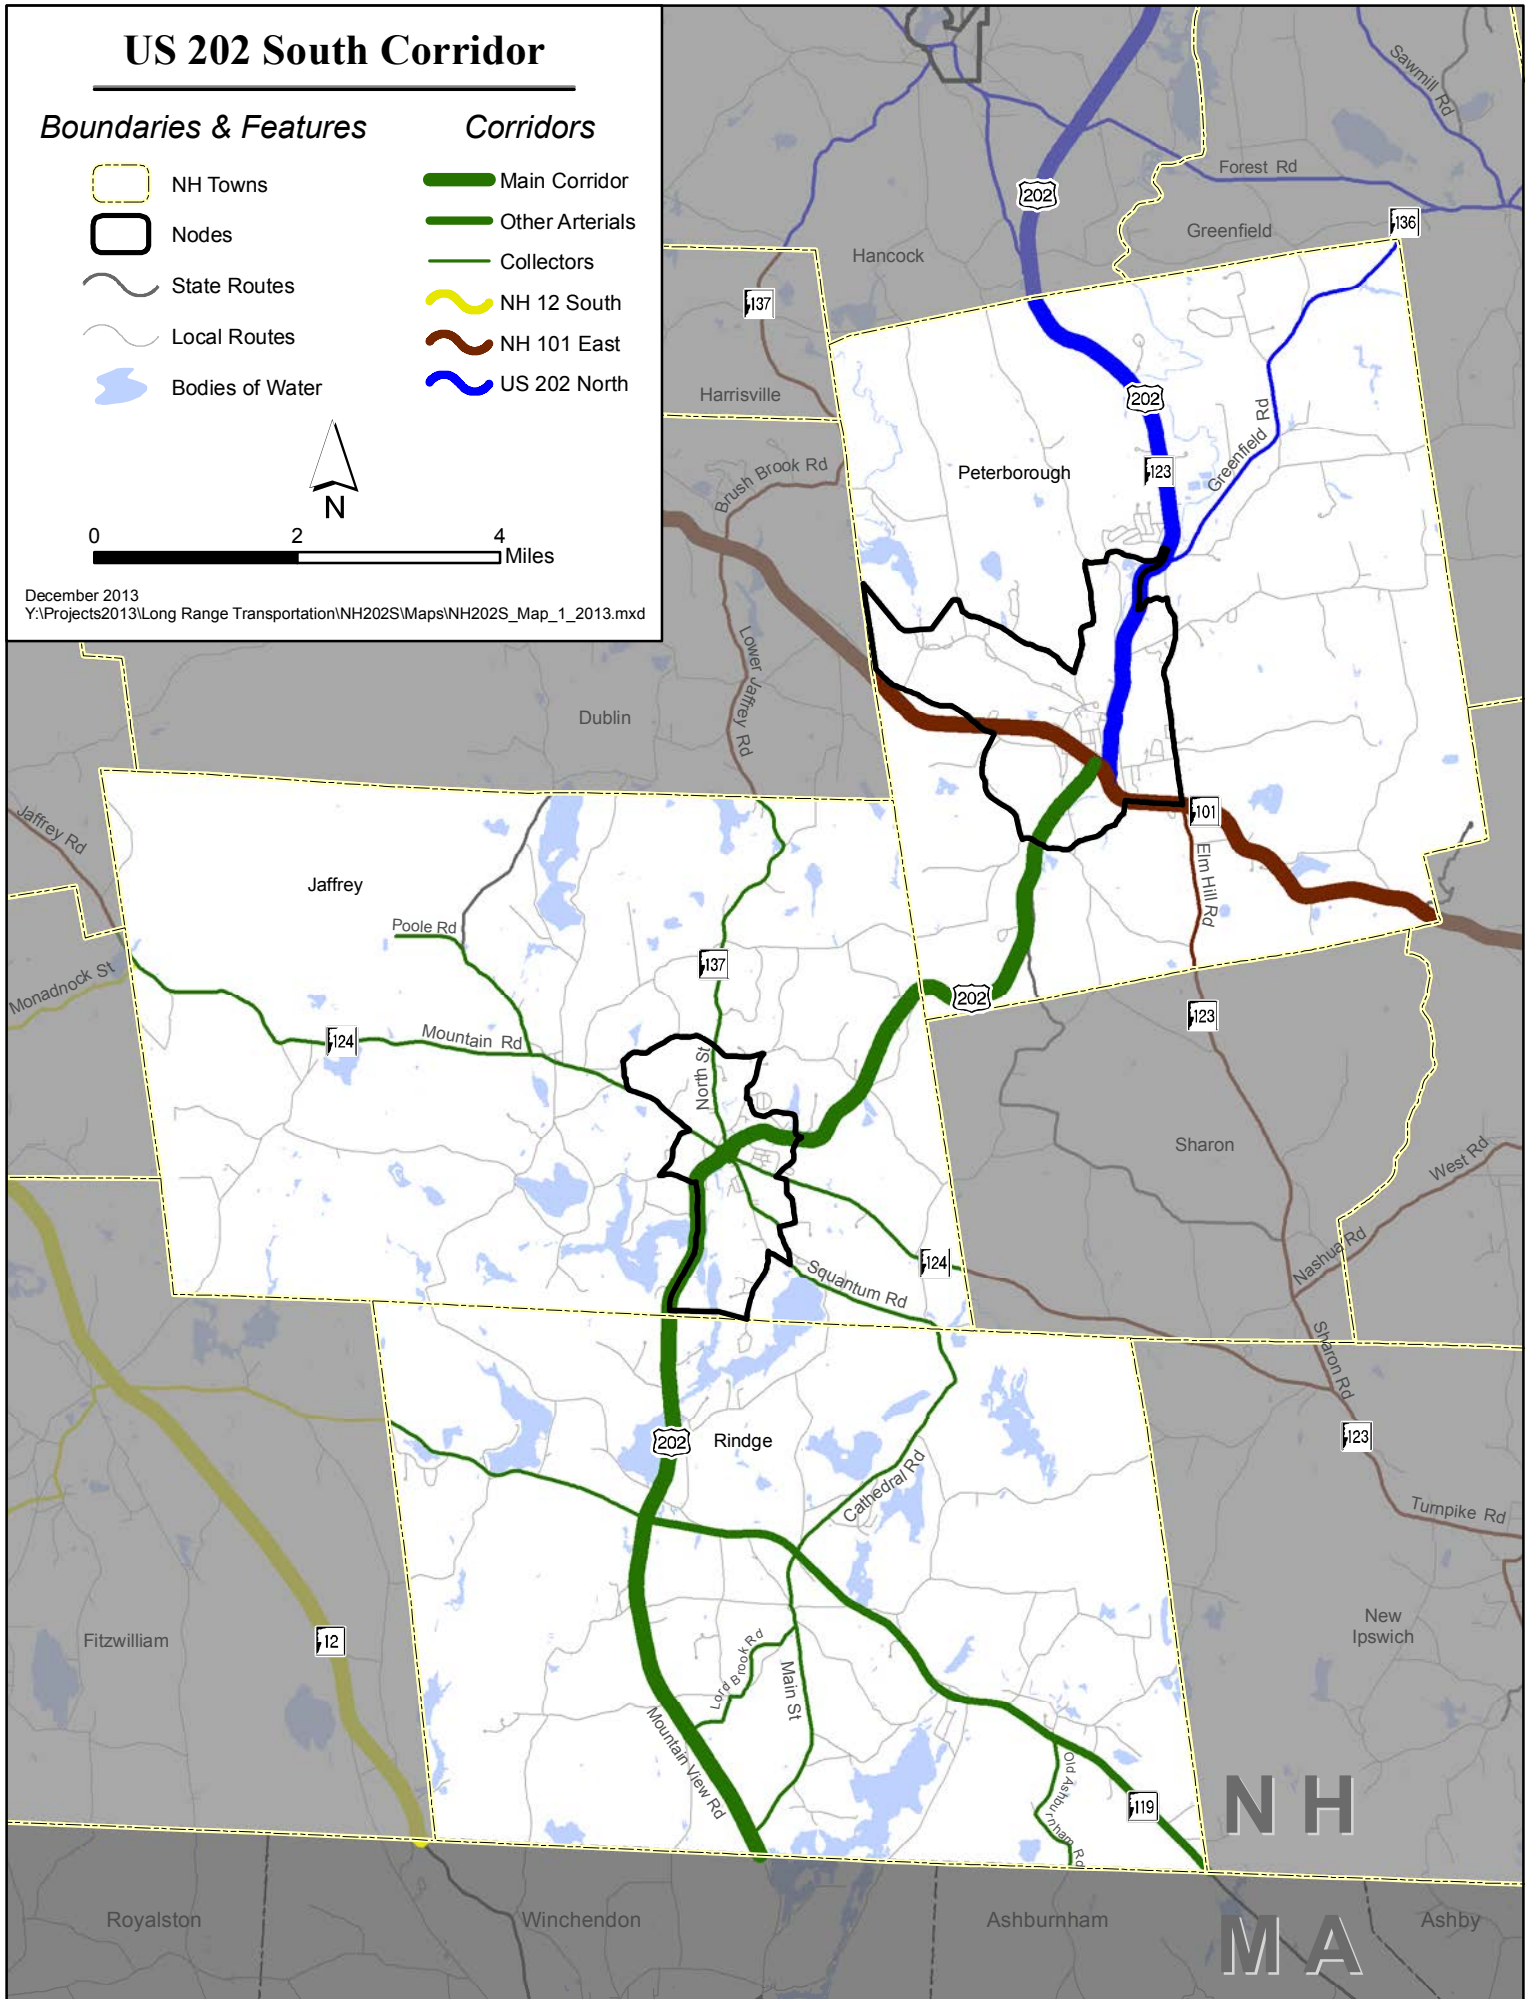 US 202 South Corridor
Boundaries & Features
NH Towns
Nodes
State Routes
Local Routes
Bodies of Water
Corridors
Main Corridor
Other Arterials
Collectors
NH 12 South
NH 101 East
US 202 North
N
0 2 4
Miles
December 2013
Y:\Projects2013\Long Range Transportation\NH202S\Maps\NH202S_Map_1_2013.mxd
Sawmill Rd
Forest Rd
202
136
Greenfield
Hancock
137
Harrisville
202
Greenfield Rd
Brush Brook Rd
Peterborough
123
Lower Jaffrey Rd
Dublin
101
Jaffrey Rd
Elm Hill Rd
Jaffrey
Poole Rd
137
Monadnock St
202
123
124
Mountain Rd
North St
Sharon
West Rd
Nashua Rd
124
Squantum Rd
Sharon Rd
202
Rindge
123
Cathedral Rd
Turnpike Rd
New
Ipswich
Fitzwilliam
12
Lord Brook Rd
Main St
Mountain View Rd
Old Ashburnham Rd
119
NH
Royalston
Winchendon
Ashburnham
Ashby
MA